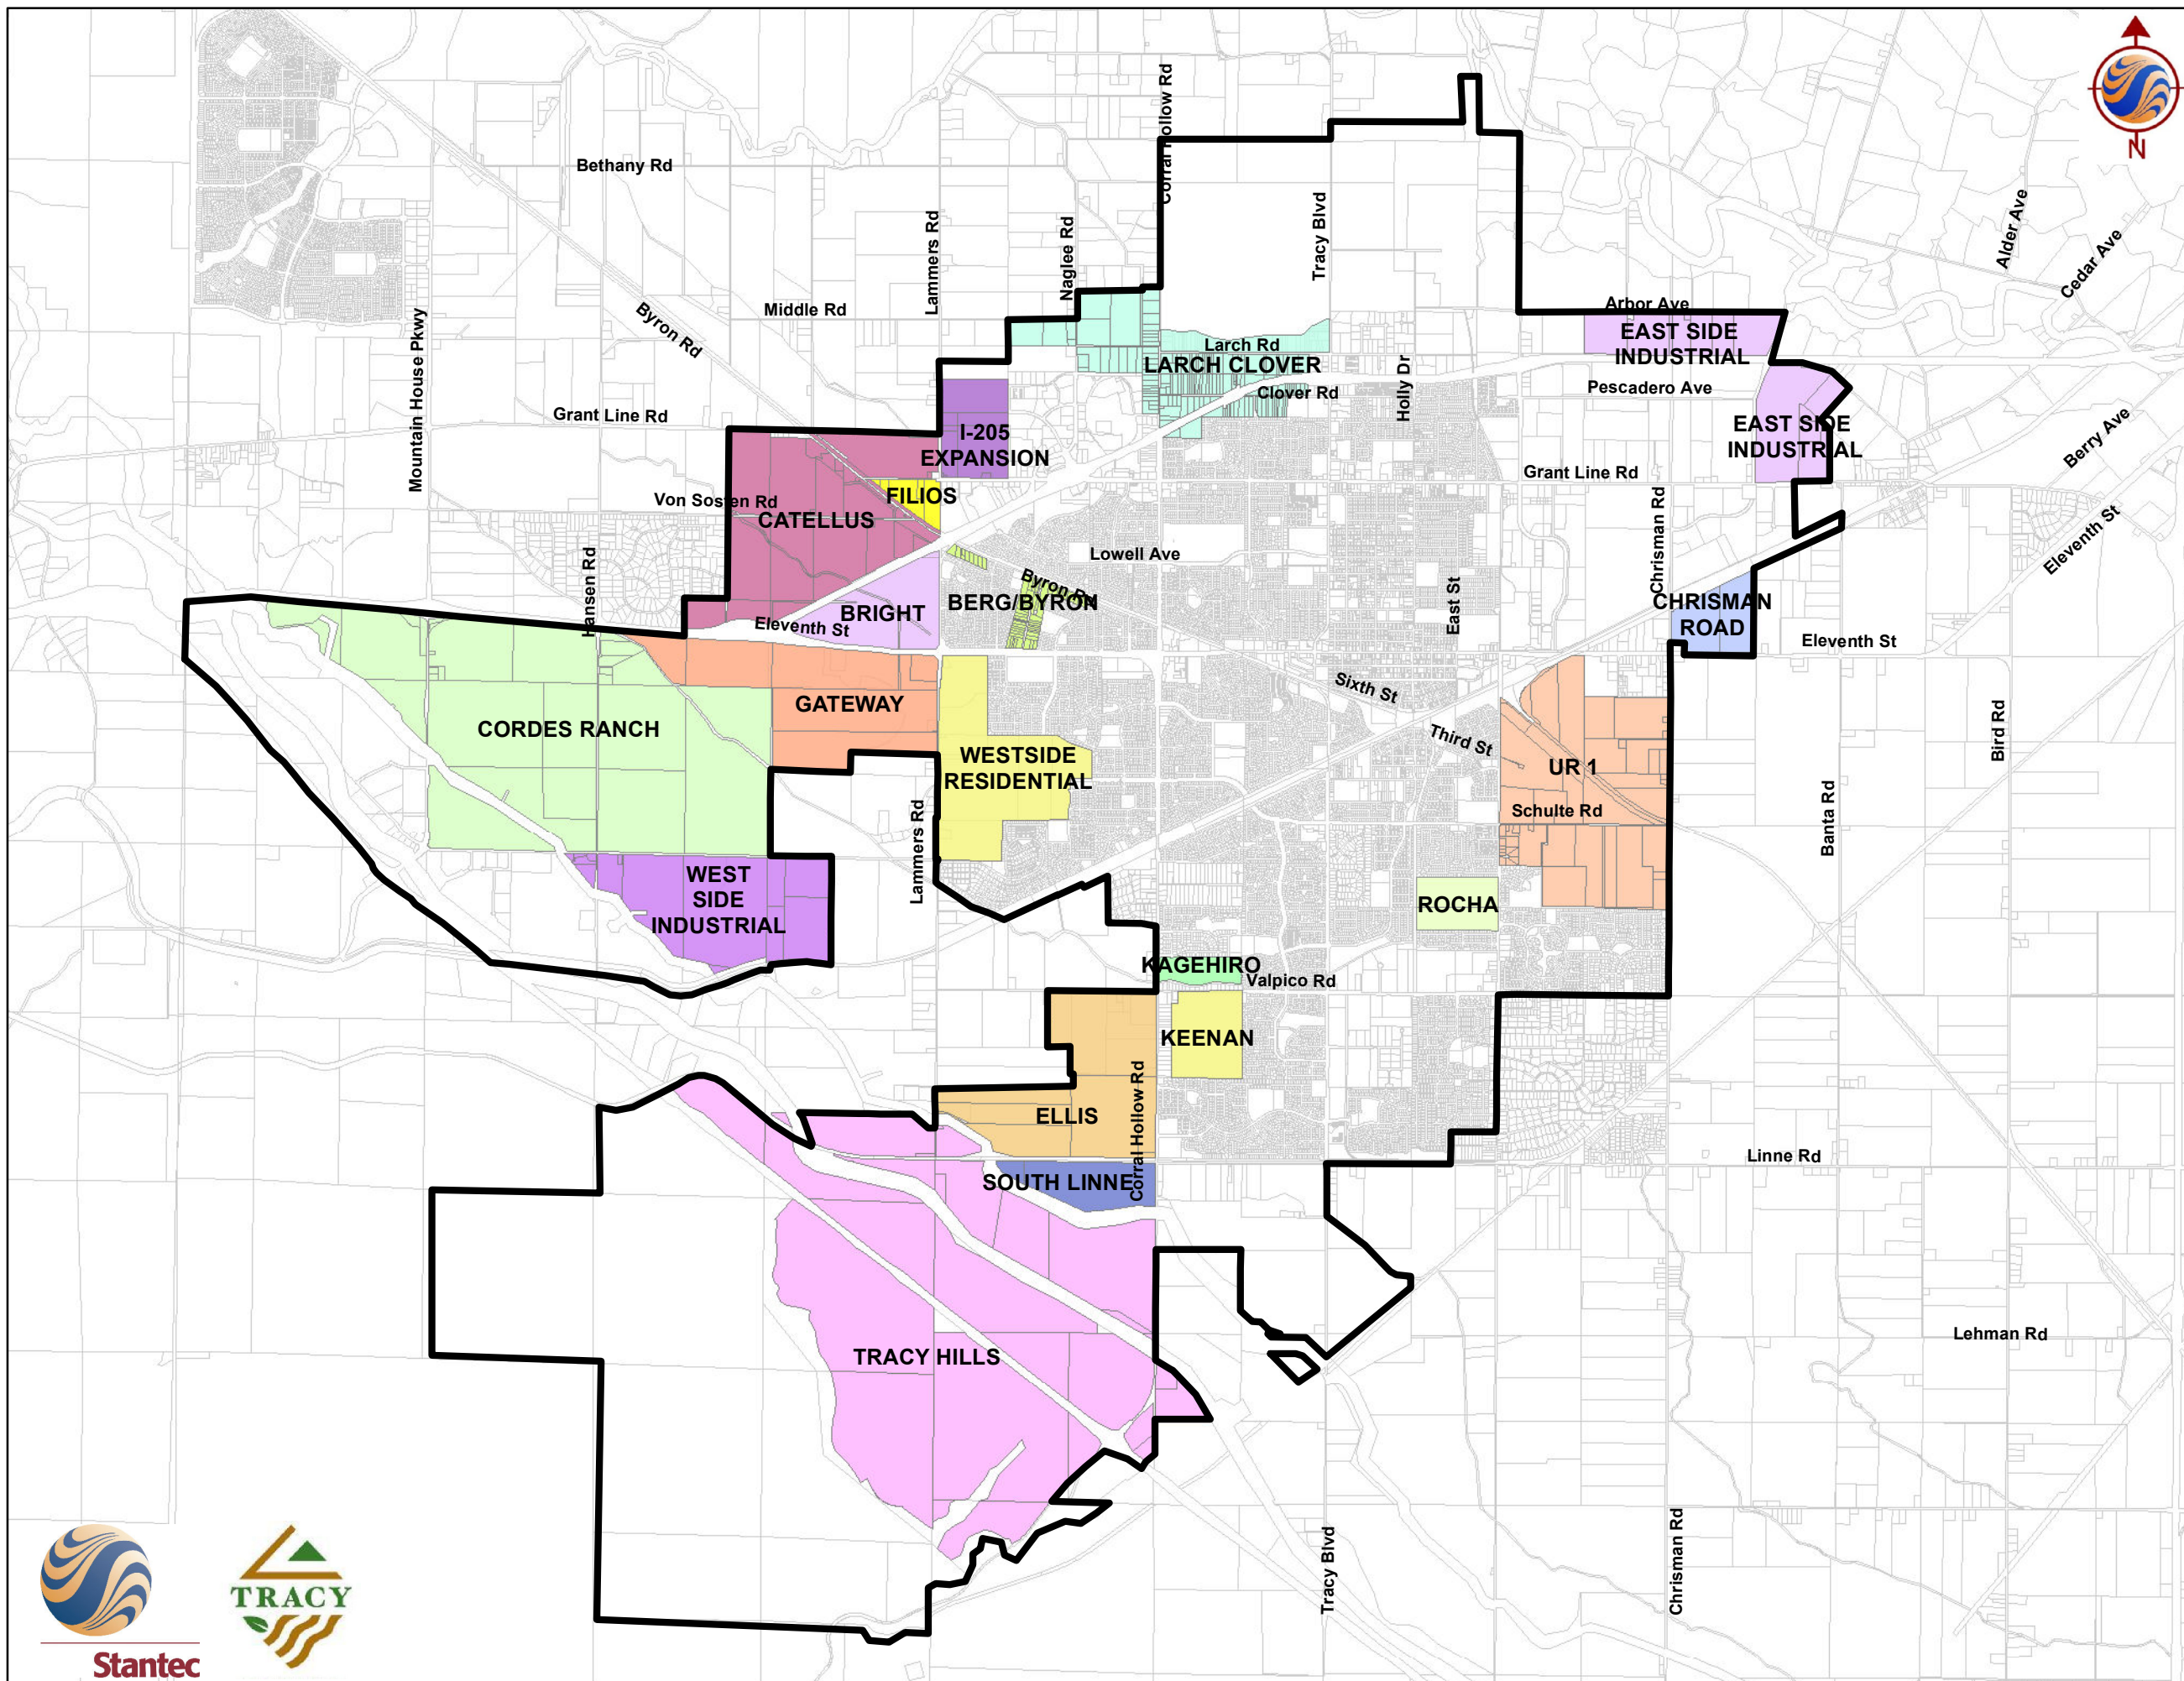 N
Corral Hollow Rd
Bethany Rd
Tracy Blvd
Alder Ave
Cedar Ave
Lammers Rd
Naglee Rd
Middle Rd
Byron Rd
Arbor Ave
EAST SIDE
INDUSTRIAL
Larch Rd
LARCH CLOVER
Clover Rd
Holly Dr
Pescadero Ave
Mountain House Pkwy
Grant Line Rd
I-205
EXPANSION
EAST SIDE
INDUSTRIAL
Berry Ave
Grant Line Rd
FILIOS
Von Sosten Rd
CATELLUS
Chrisman Rd
Eleventh St
Lowell Ave
Hansen Rd
Byron Rd
BERG/BYRON
BRIGHT
Eleventh St
East St
CHRISMAN
ROAD
Eleventh St
Sixth St
GATEWAY
CORDES RANCH
Third St
Bird Rd
WESTSIDE
RESIDENTIAL
UR 1
Schulte Rd
Banta Rd
Lammers Rd
WEST
SIDE
INDUSTRIAL
ROCHA
KAGEHIRO
Valpico Rd
KEENAN
ELLIS
Corral Hollow Rd
Linne Rd
SOUTH LINNE
Lehman Rd
TRACY HILLS
Tracy Blvd
Chrisman Rd
TRACY
Stantec